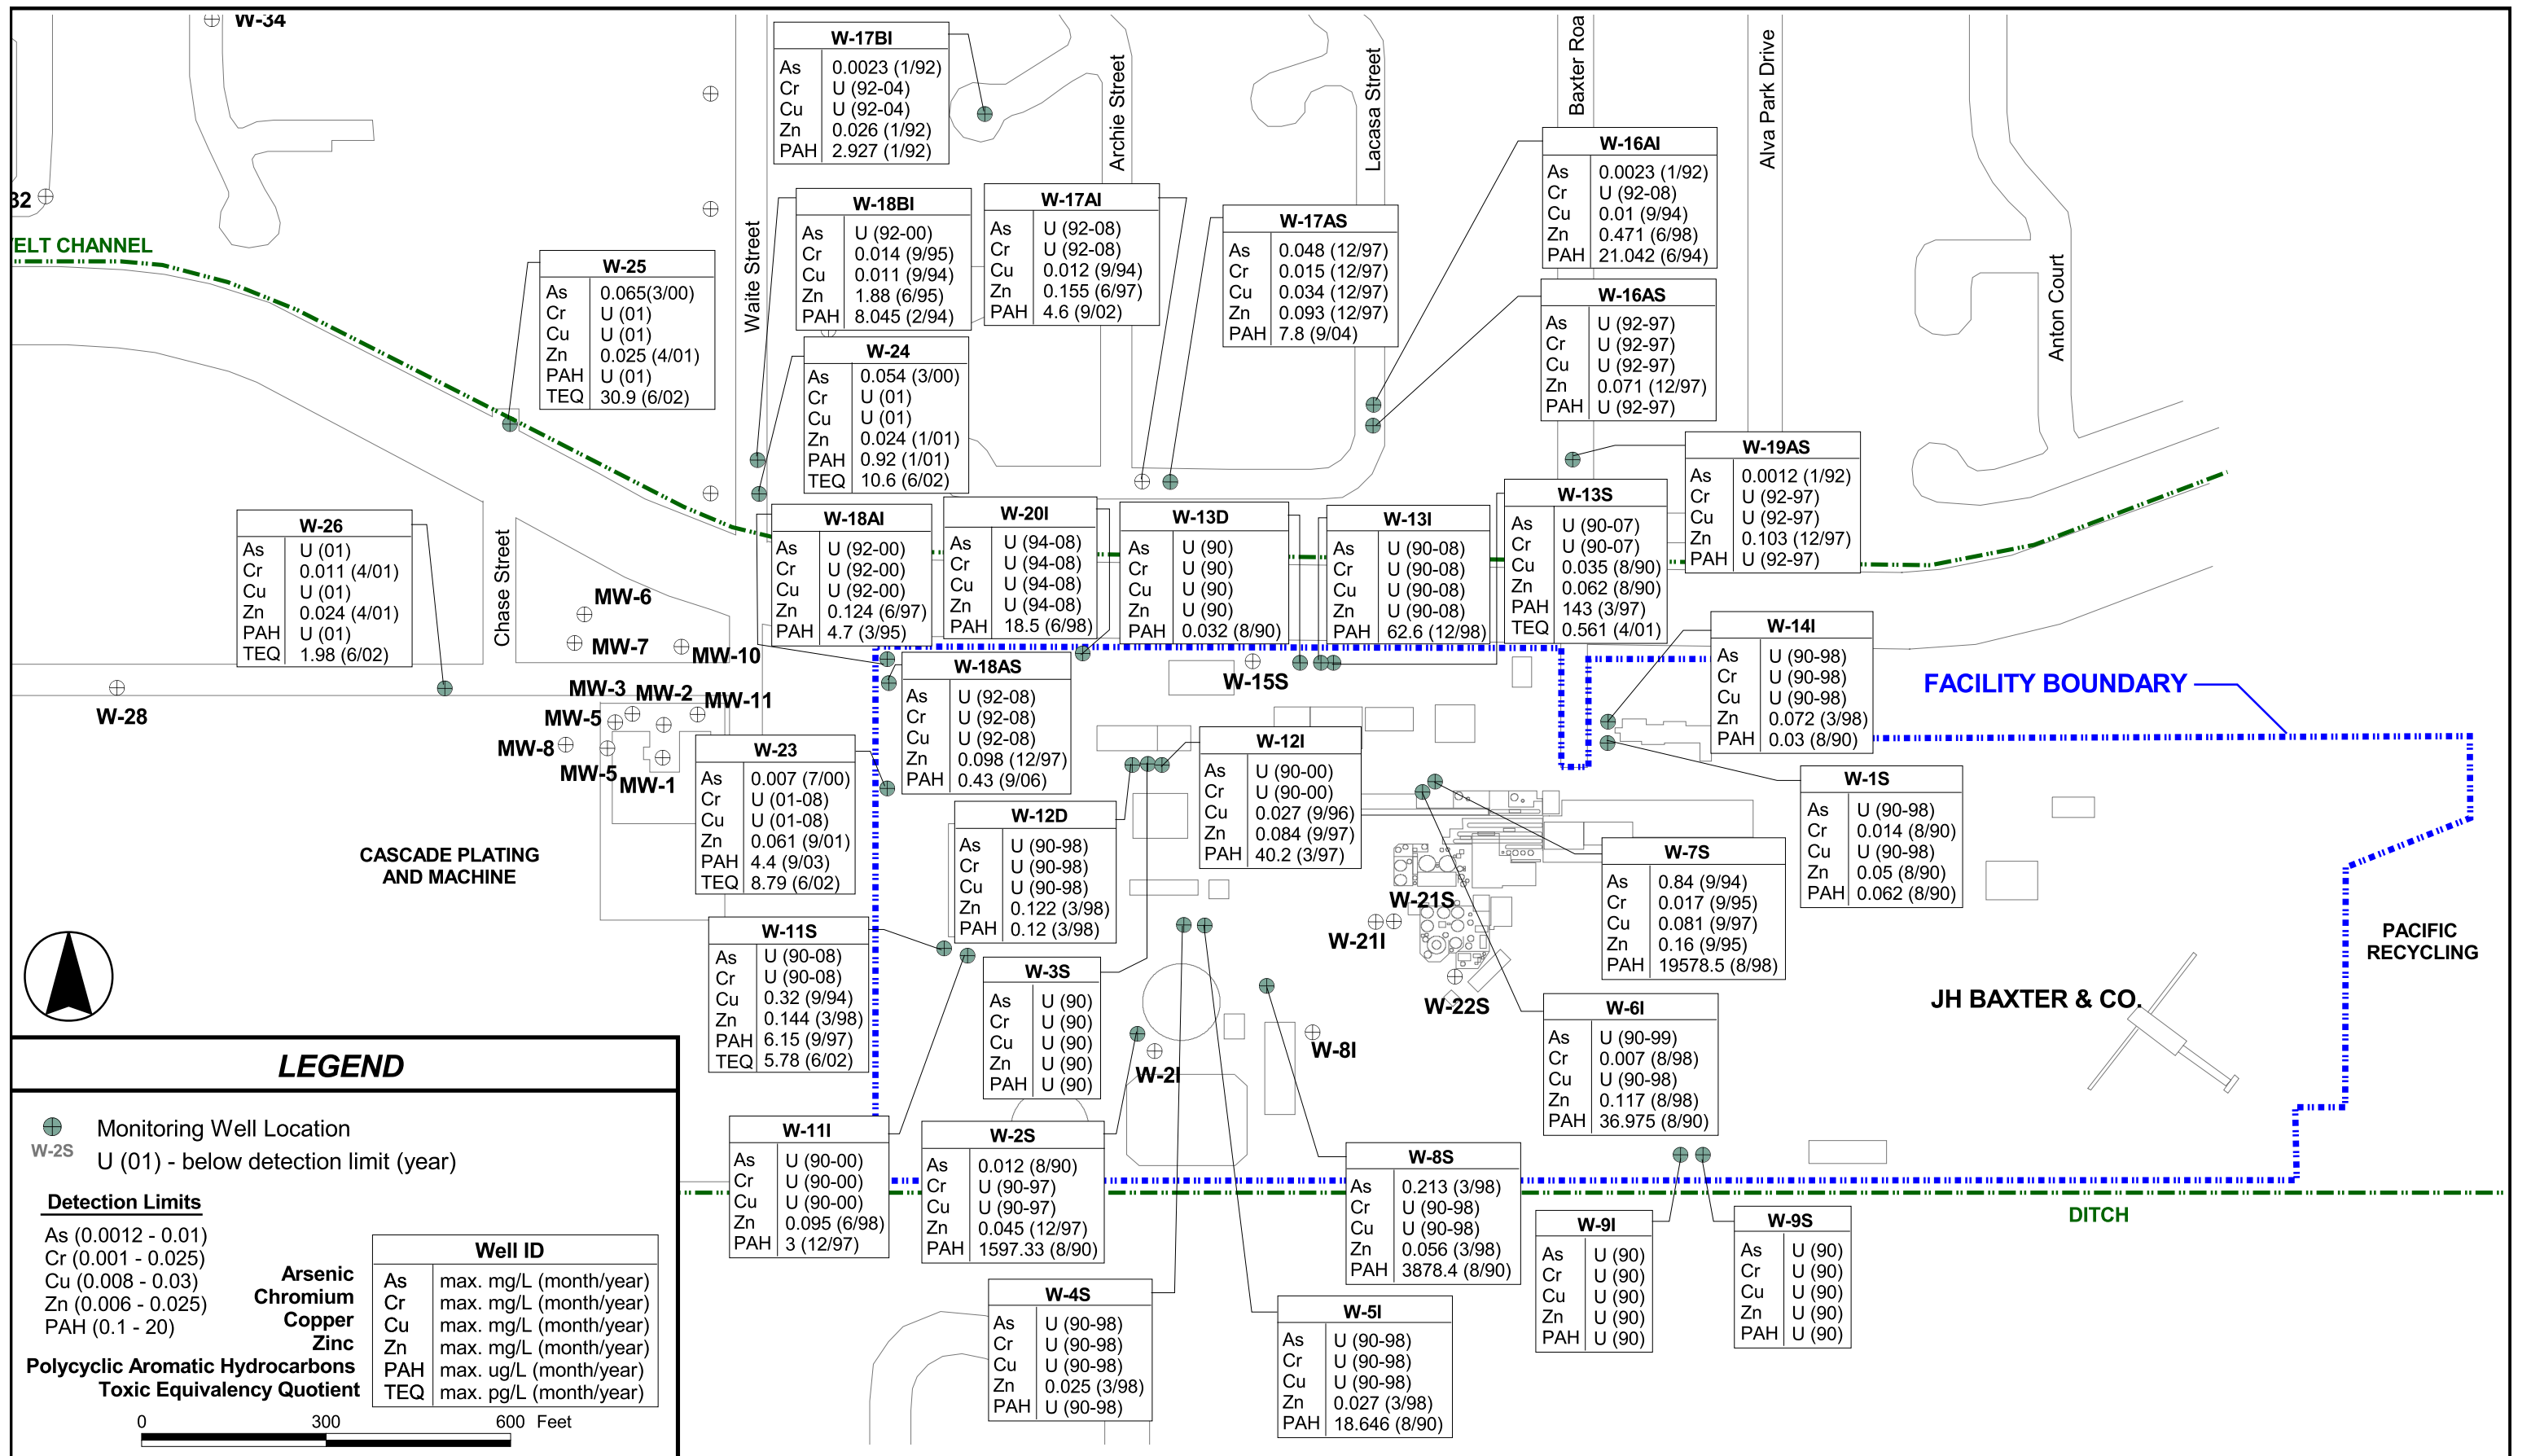 W-34
W-17BI
As 0.0023 (1/92)
Cr U (92-04)
Cu U (92-04)
Zn 0.026 (1/92)
PAH 2.927 (1/92)
Archie Street
Lacasa Street
Baxter Roa
Alva Park Drive
W-16AI
As 0.0023 (1/92)
Cr U (92-08)
Cu 0.01 (9/94)
Zn 0.471 (6/98)
PAH 21.042 (6/94)
32
ELT CHANNEL
W-18BI
As U (92-00)
Cr 0.014 (9/95)
Cu 0.011 (9/94)
Zn 1.88 (6/95)
PAH 8.045 (2/94)
W-17AI
As U (92-08)
Cr U (92-08)
Cu 0.012 (9/94)
Zn 0.155 (6/97)
PAH 4.6 (9/02)
W-17AS
As 0.048 (12/97)
Cr 0.015 (12/97)
Cu 0.034 (12/97)
Zn 0.093 (12/97)
PAH 7.8 (9/04)
W-25
As 0.065(3/00)
Cr U (01)
Cu U (01)
Zn 0.025 (4/01)
PAH U (01)
TEQ 30.9 (6/02)
Waite Street
W-16AS
As U (92-97)
Cr U (92-97)
Cu U (92-97)
Zn 0.071 (12/97)
PAH U (92-97)
Anton Court
W-24
As 0.054 (3/00)
Cr U (01)
Cu U (01)
Zn 0.024 (1/01)
PAH 0.92 (1/01)
TEQ 10.6 (6/02)
W-19AS
As 0.0012 (1/92)
Cr U (92-97)
Cu U (92-97)
Zn 0.103 (12/97)
PAH U (92-97)
W-26
As U (01)
Cr 0.011 (4/01)
Cu U (01)
Zn 0.024 (4/01)
PAH U (01)
TEQ 1.98 (6/02)
Chase Street
W-18AI
As U (92-00)
Cr U (92-00)
Cu U (92-00)
Zn 0.124 (6/97)
PAH 4.7 (3/95)
W-20I
As U (94-08)
Cr U (94-08)
Cu U (94-08)
Zn U (94-08)
PAH 18.5 (6/98)
W-13D
As U (90)
Cr U (90)
Cu U (90)
Zn U (90)
PAH 0.032 (8/90)
W-13I
As U (90-08)
Cr U (90-08)
Cu U (90-08)
Zn U (90-08)
PAH 62.6 (12/98)
W-13S
As U (90-07)
Cr U (90-07)
Cu 0.035 (8/90)
Zn 0.062 (8/90)
PAH 143 (3/97)
TEQ 0.561 (4/01)
MW-6
MW-7
MW-10
W-28
MW-3
MW-2
MW-11
MW-5
MW-8
MW-5
MW-1
W-18AS
As U (92-08)
Cr U (92-08)
Cu U (92-08)
Zn 0.098 (12/97)
PAH 0.43 (9/06)
W-15S
W-14I
As U (90-98)
Cr U (90-98)
Cu U (90-98)
Zn 0.072 (3/98)
PAH 0.03 (8/90)
FACILITY BOUNDARY
W-23
As 0.007 (7/00)
Cr U (01-08)
Cu U (01-08)
Zn 0.061 (9/01)
PAH 4.4 (9/03)
TEQ 8.79 (6/02)
W-12I
As U (90-00)
Cr U (90-00)
Cu 0.027 (9/96)
Zn 0.084 (9/97)
PAH 40.2 (3/97)
W-1S
As U (90-98)
Cr 0.014 (8/90)
Cu U (90-98)
Zn 0.05 (8/90)
PAH 0.062 (8/90)
W-12D
As U (90-98)
Cr U (90-98)
Cu U (90-98)
Zn 0.122 (3/98)
PAH 0.12 (3/98)
CASCADE PLATING
AND MACHINE
W-7S
As 0.84 (9/94)
Cr 0.017 (9/95)
Cu 0.081 (9/97)
Zn 0.16 (9/95)
PAH 19578.5 (8/98)
W-21S
W-21I
W-22S
PACIFIC
RECYCLING
JH BAXTER & CO.
W-11S
As U (90-08)
Cr U (90-08)
Cu 0.32 (9/94)
Zn 0.144 (3/98)
PAH 6.15 (9/97)
TEQ 5.78 (6/02)
W-3S
As U (90)
Cr U (90)
Cu U (90)
Zn U (90)
PAH U (90)
W-6I
As U (90-99)
Cr 0.007 (8/98)
Cu U (90-98)
Zn 0.117 (8/98)
PAH 36.975 (8/90)
W-8I
W-2I
W-11I
As U (90-00)
Cr U (90-00)
Cu U (90-00)
Zn 0.095 (6/98)
PAH 3 (12/97)
W-2S
As 0.012 (8/90)
Cr U (90-97)
Cu U (90-97)
Zn 0.045 (12/97)
PAH 1597.33 (8/90)
W-8S
As 0.213 (3/98)
Cr U (90-98)
Cu U (90-98)
Zn 0.056 (3/98)
PAH 3878.4 (8/90)
W-9I
As U (90)
Cr U (90)
Cu U (90)
Zn U (90)
PAH U (90)
W-9S
As U (90)
Cr U (90)
Cu U (90)
Zn U (90)
PAH U (90)
DITCH
W-4S
As U (90-98)
Cr U (90-98)
Cu U (90-98)
Zn 0.025 (3/98)
PAH U (90-98)
W-5I
As U (90-98)
Cr U (90-98)
Cu U (90-98)
Zn 0.027 (3/98)
PAH 18.646 (8/90)
LEGEND
Monitoring Well Location
W-2S
U (01) - below detection limit (year)
Detection Limits
As (0.0012 - 0.01)
Cr (0.001 - 0.025)
Cu (0.008 - 0.03)
Zn (0.006 - 0.025)
PAH (0.1 - 20)
Well ID
Arsenic As max. mg/L (month/year)
Chromium Cr max. mg/L (month/year)
Copper Cu max. mg/L (month/year)
Zinc Zn max. mg/L (month/year)
Polycyclic Aromatic Hydrocarbons PAH max. ug/L (month/year)
Toxic Equivalency Quotient TEQ max. pg/L (month/year)
0 300 600 Feet